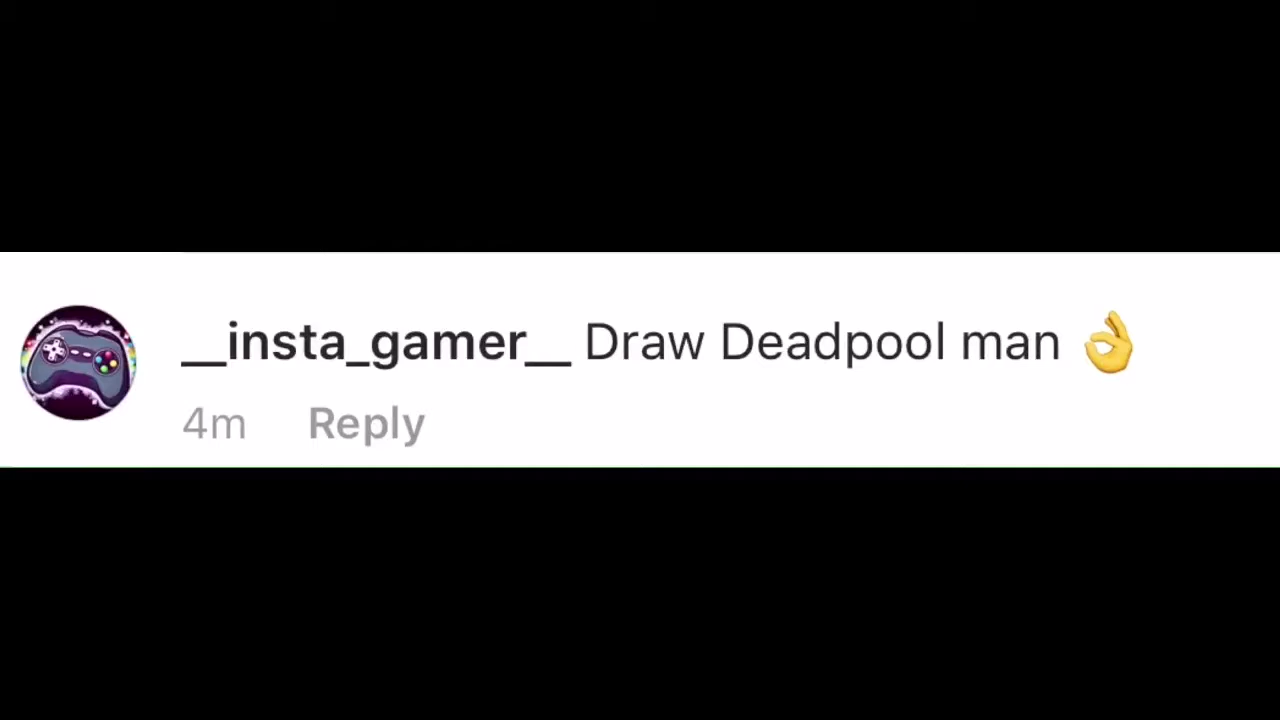 __insta_gamer__ Draw Deadpool man 👌
4m Reply